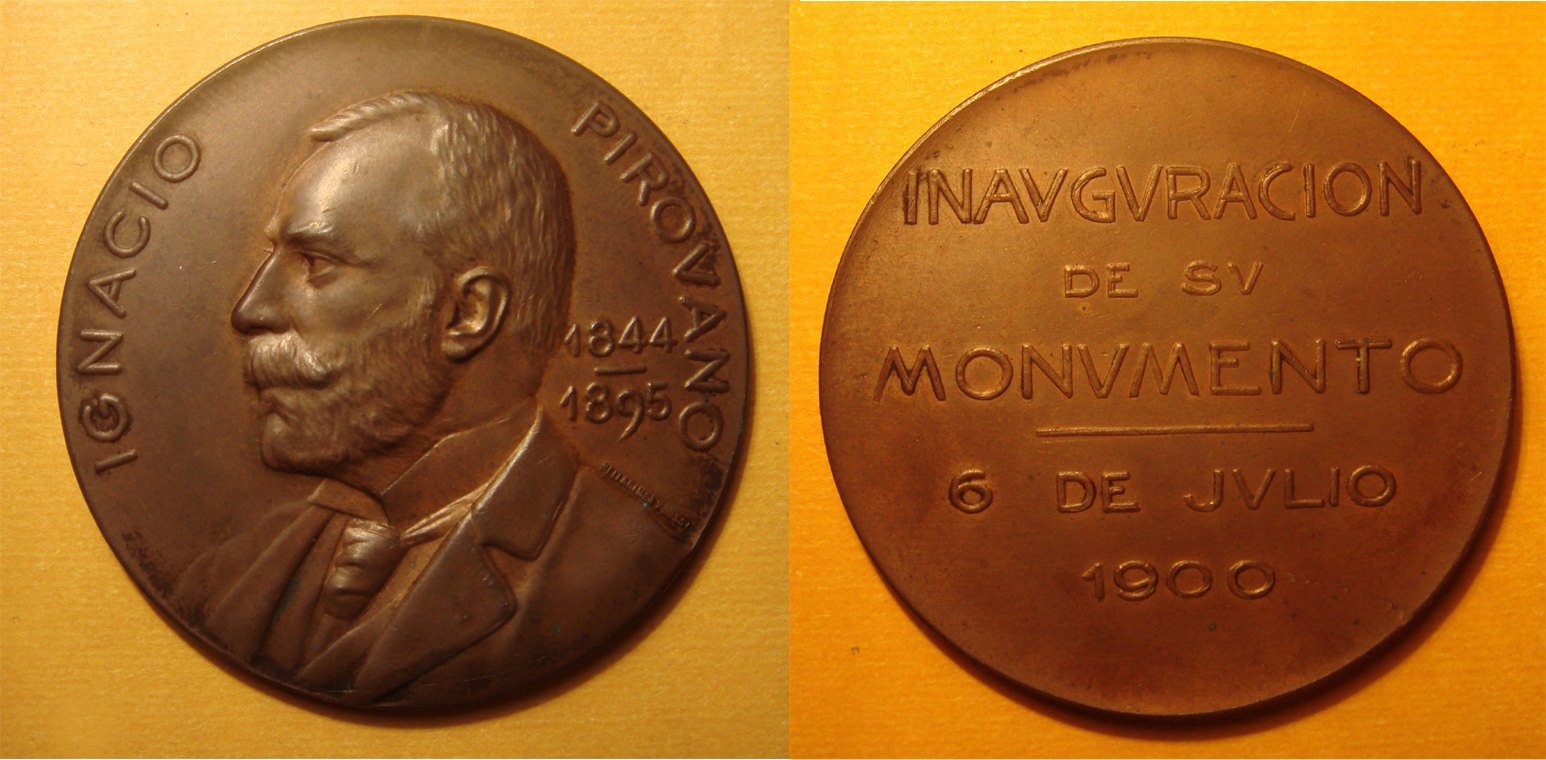 IGNACIO PIROVANO
1844
1895
INAVGVRACION
DE SV
MONVMENTO
6 DE JVLIO
1900